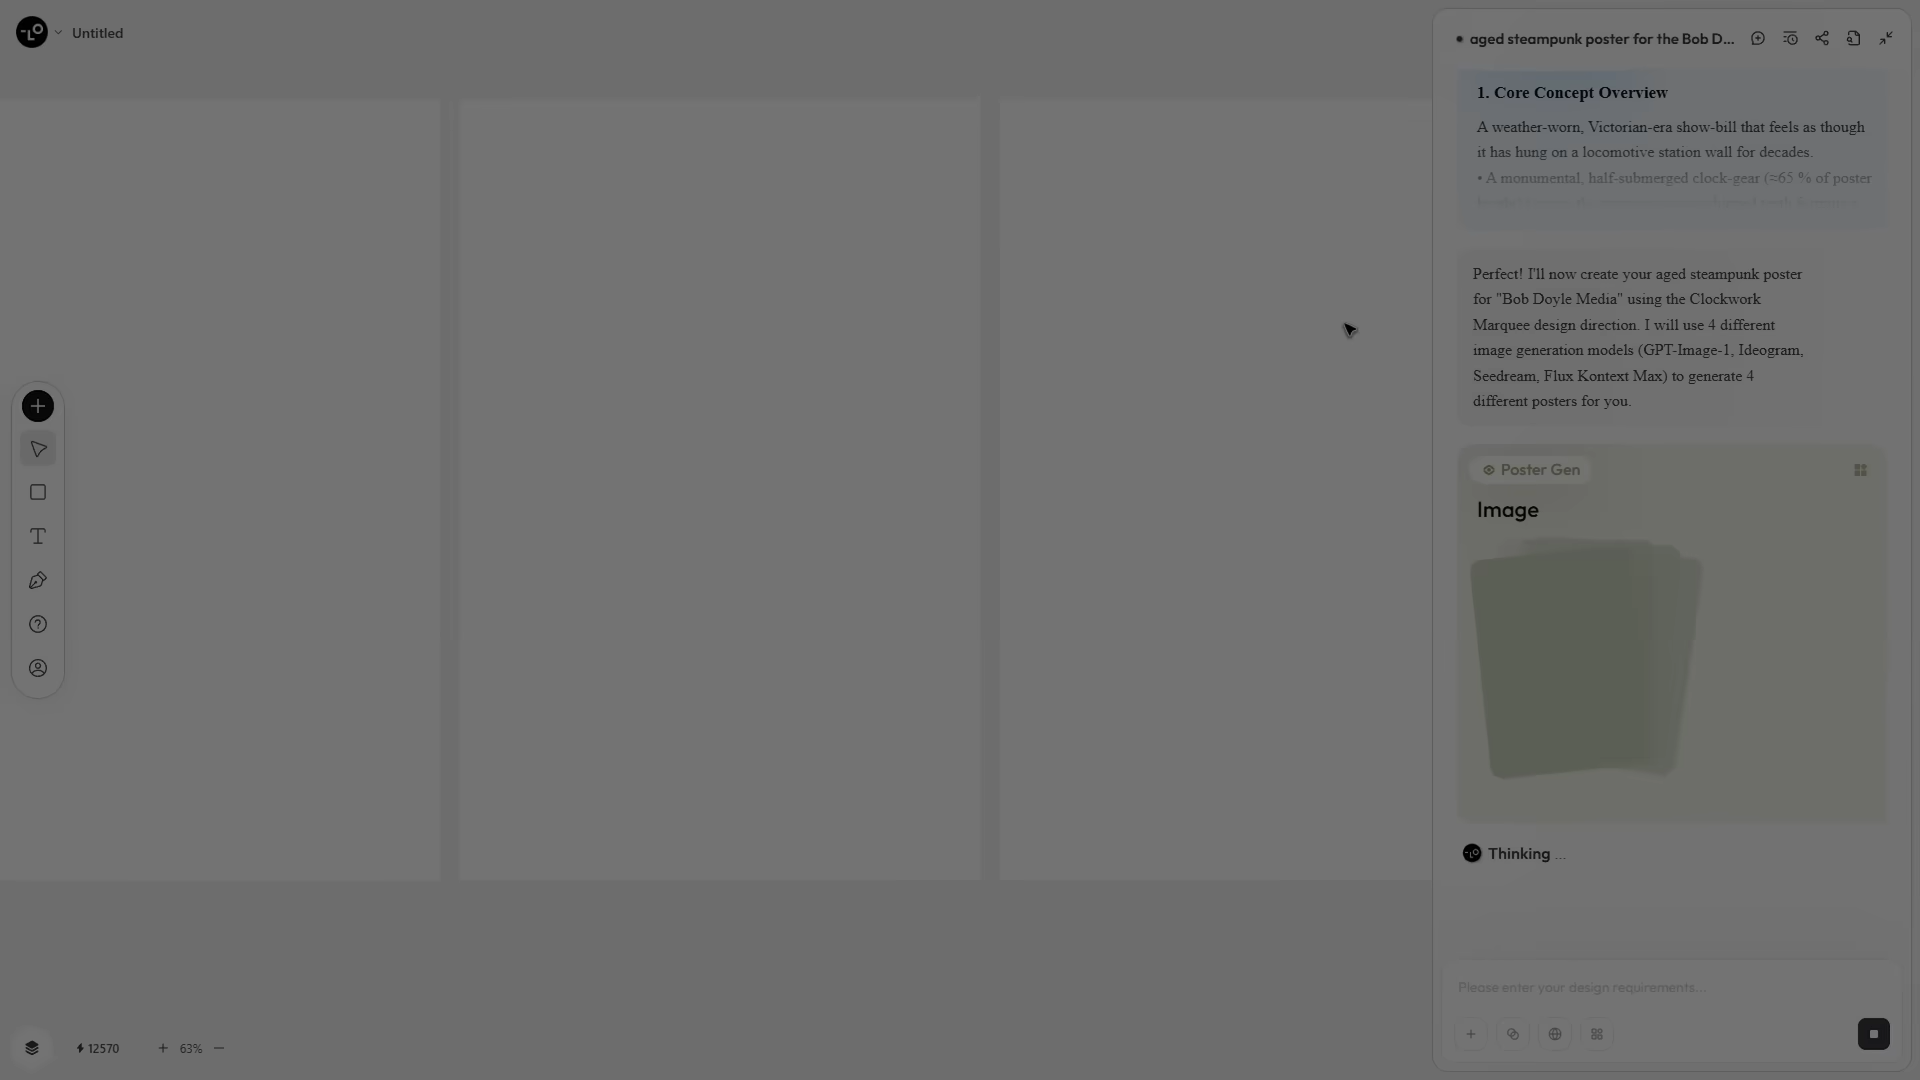 Untitled
aged steampunk poster for the Bob D...
1. Core Concept Overview
A weather-worn, Victorian-era show-bill that feels as though
it has hung on a locomotive station wall for decades.
• A monumental, half-submerged clock-gear (≈65 % of poster
Perfect! I'll now create your aged steampunk poster
for "Bob Doyle Media" using the Clockwork
Marquee design direction. I will use 4 different
image generation models (GPT-Image-1, Ideogram,
Seedream, Flux Kontext Max) to generate 4
different posters for you.
Poster Gen
Image
Thinking ...
Please enter your design requirements...
12570
63%